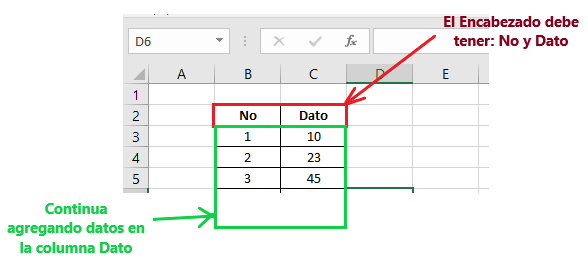 El Encabezado debe
tener: No y Dato
D6
fx
A B C D E
1
2 No Dato
3 1 10
4 2 23
5 3 45
Continua
agregando datos en
la columna Dato